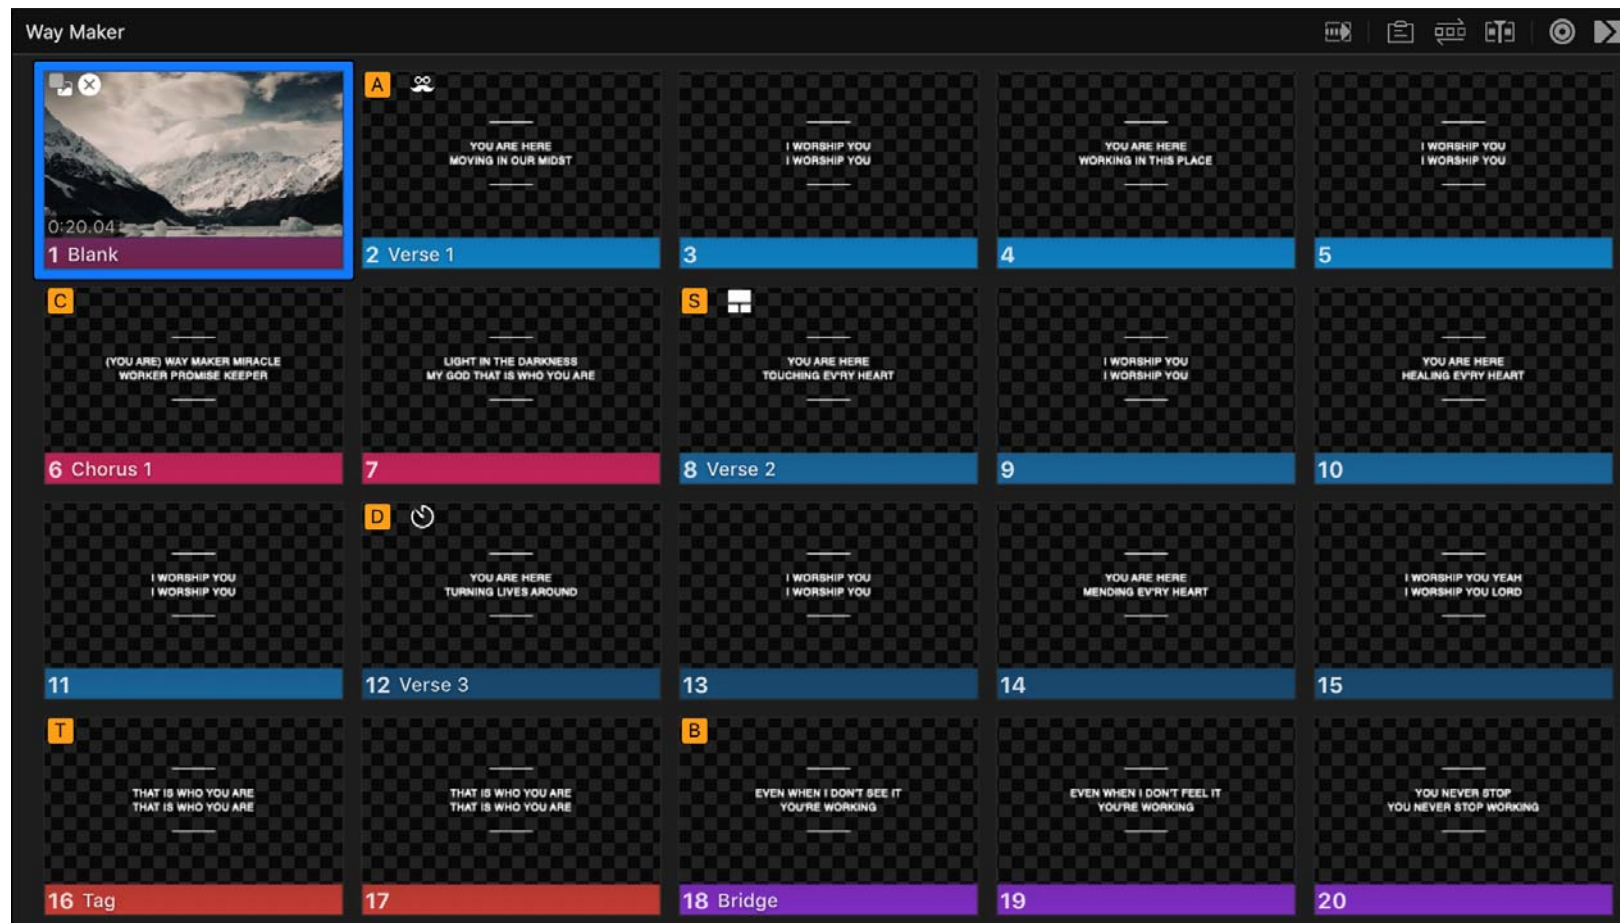 Way Maker
0:20.04
1 Blank
A
YOU ARE HERE
MOVING IN OUR MIDST
2 Verse 1
I WORSHIP YOU
I WORSHIP YOU
3
YOU ARE HERE
WORKING IN THIS PLACE
4
I WORSHIP YOU
I WORSHIP YOU
5
C
(YOU ARE) WAY MAKER MIRACLE
WORKER PROMISE KEEPER
6 Chorus 1
LIGHT IN THE DARKNESS
MY GOD THAT IS WHO YOU ARE
7
S
YOU ARE HERE
TOUCHING EV'RY HEART
8 Verse 2
I WORSHIP YOU
I WORSHIP YOU
9
YOU ARE HERE
HEALING EV'RY HEART
10
I WORSHIP YOU
I WORSHIP YOU
11
D
YOU ARE HERE
TURNING LIVES AROUND
12 Verse 3
I WORSHIP YOU
I WORSHIP YOU
13
YOU ARE HERE
MENDING EV'RY HEART
14
I WORSHIP YOU YEAH
I WORSHIP YOU LORD
15
T
THAT IS WHO YOU ARE
THAT IS WHO YOU ARE
16 Tag
THAT IS WHO YOU ARE
THAT IS WHO YOU ARE
17
B
EVEN WHEN I DON'T SEE IT
YOU'RE WORKING
18 Bridge
EVEN WHEN I DON'T FEEL IT
YOU'RE WORKING
19
YOU NEVER STOP
YOU NEVER STOP WORKING
20